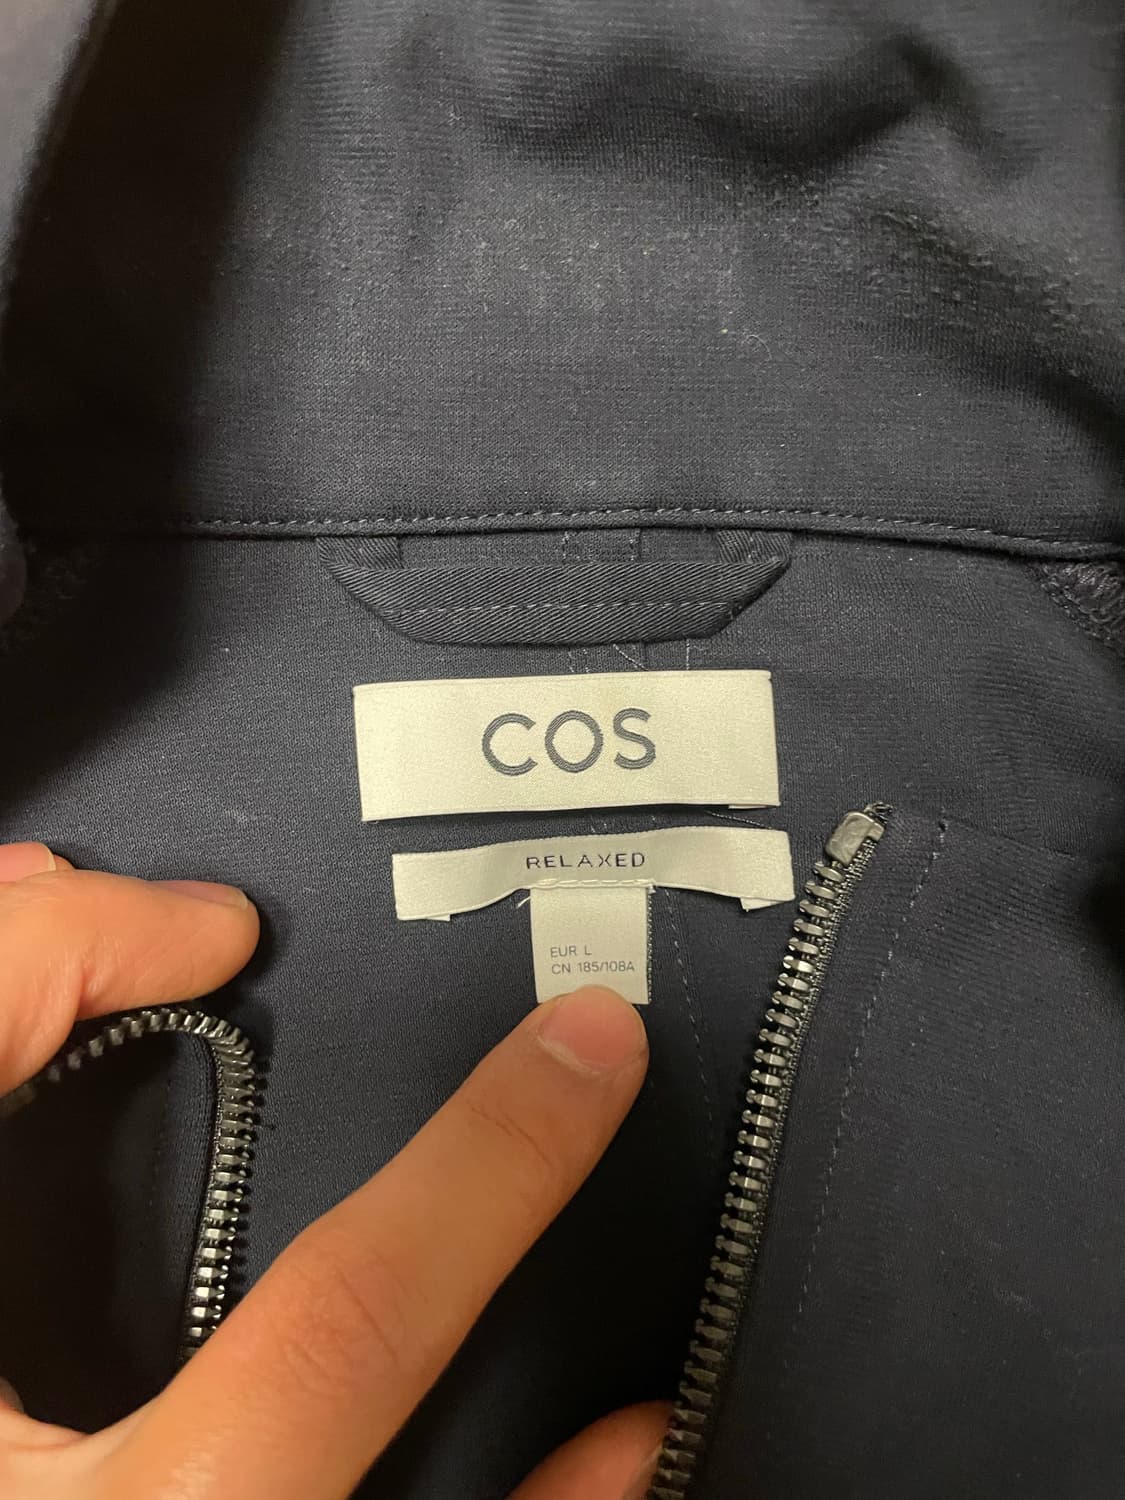 COS
RELAXED
EUR L
CN 185/108A